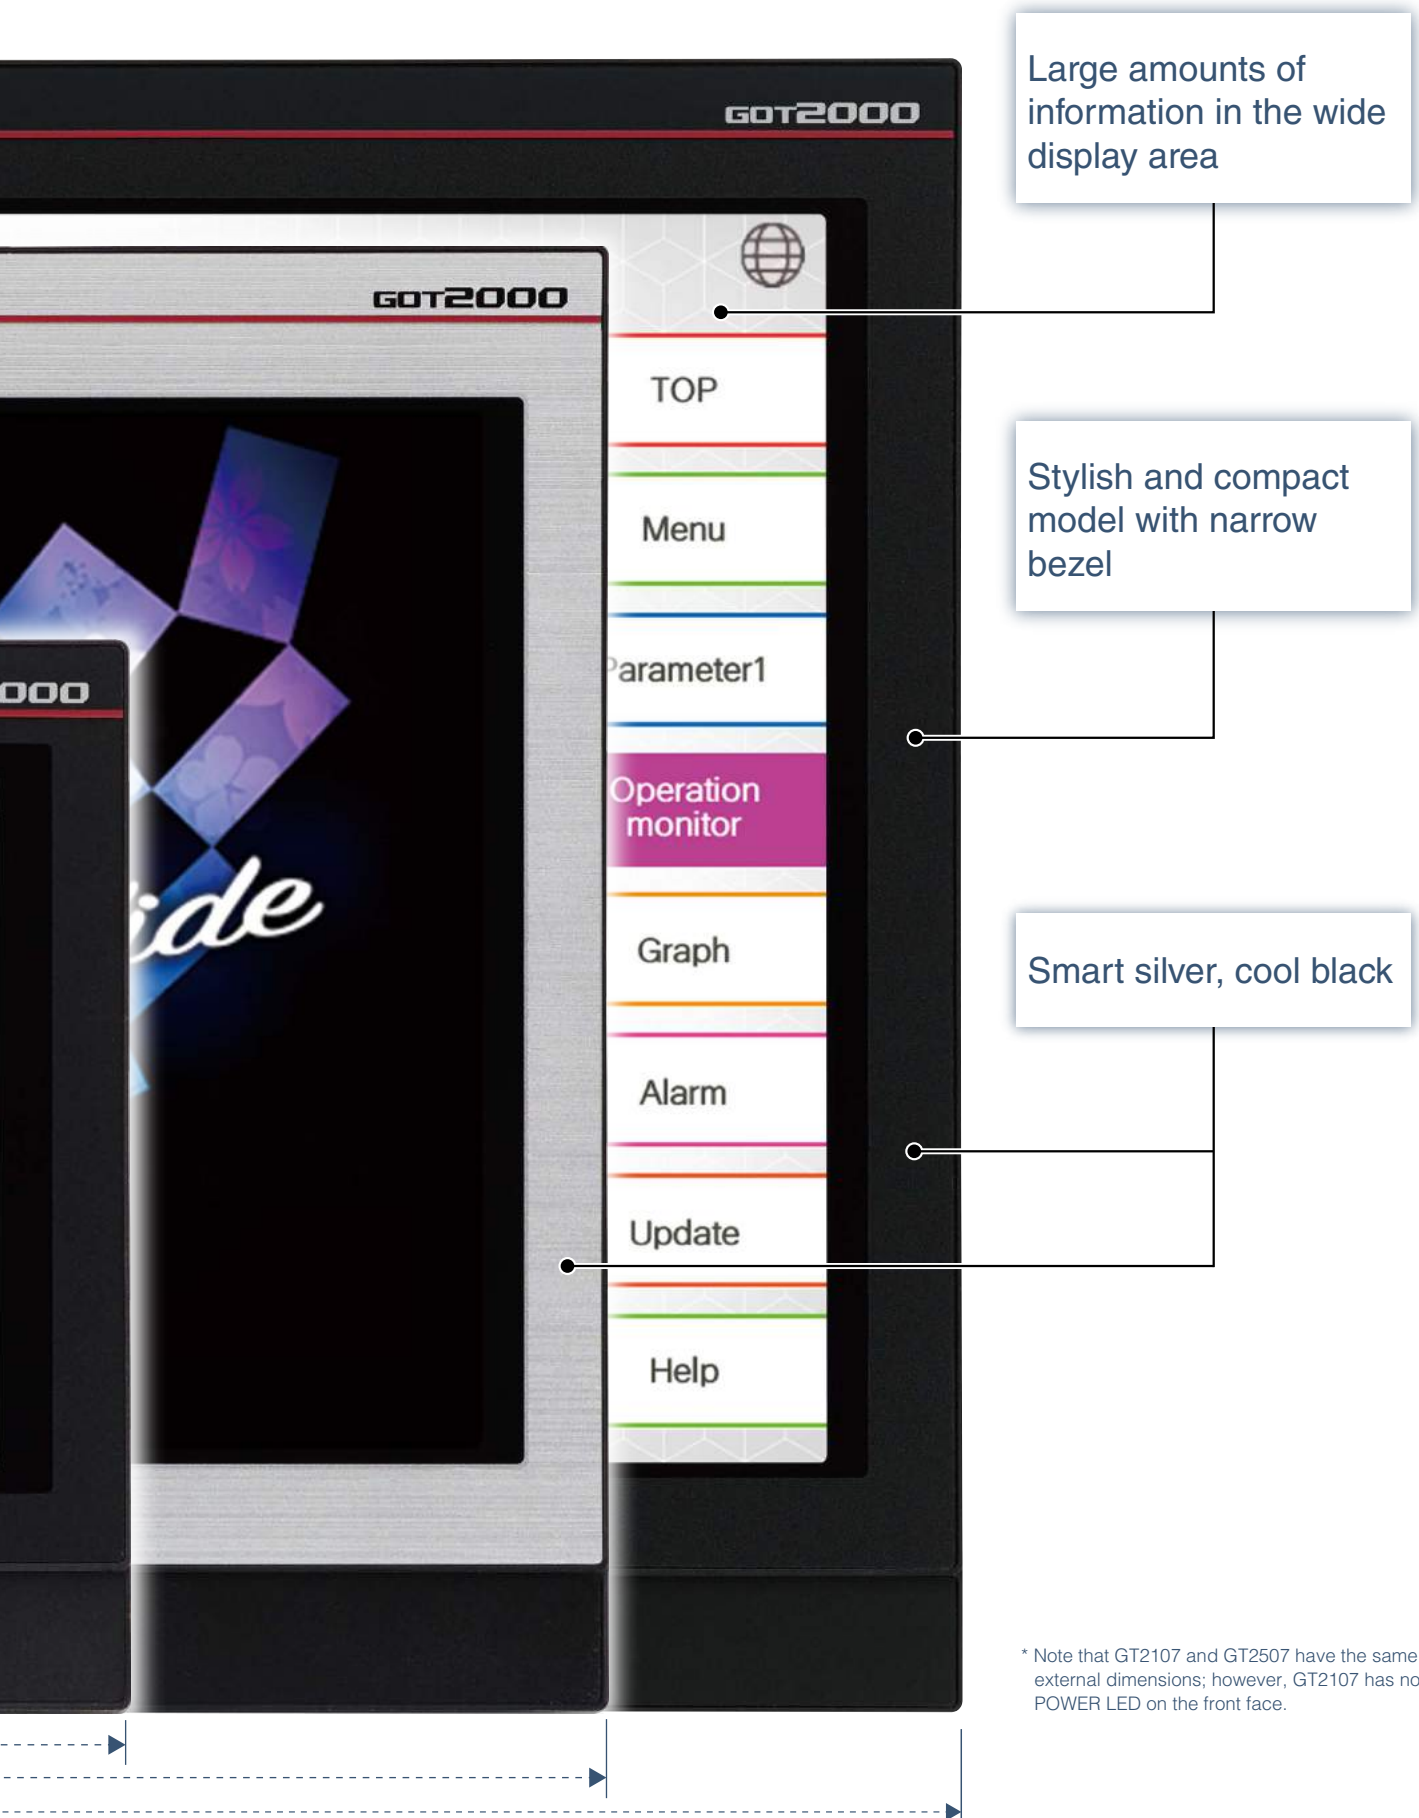 Large amounts of
information in the wide
display area
GOT2000
GOT2000
TOP
Menu
Stylish and compact
model with narrow
bezel
Parameter1
000
Operation
monitor
ide
Graph
Smart silver, cool black
Alarm
Update
Help
* Note that GT2107 and GT2507 have the same
external dimensions; however, GT2107 has no
POWER LED on the front face.